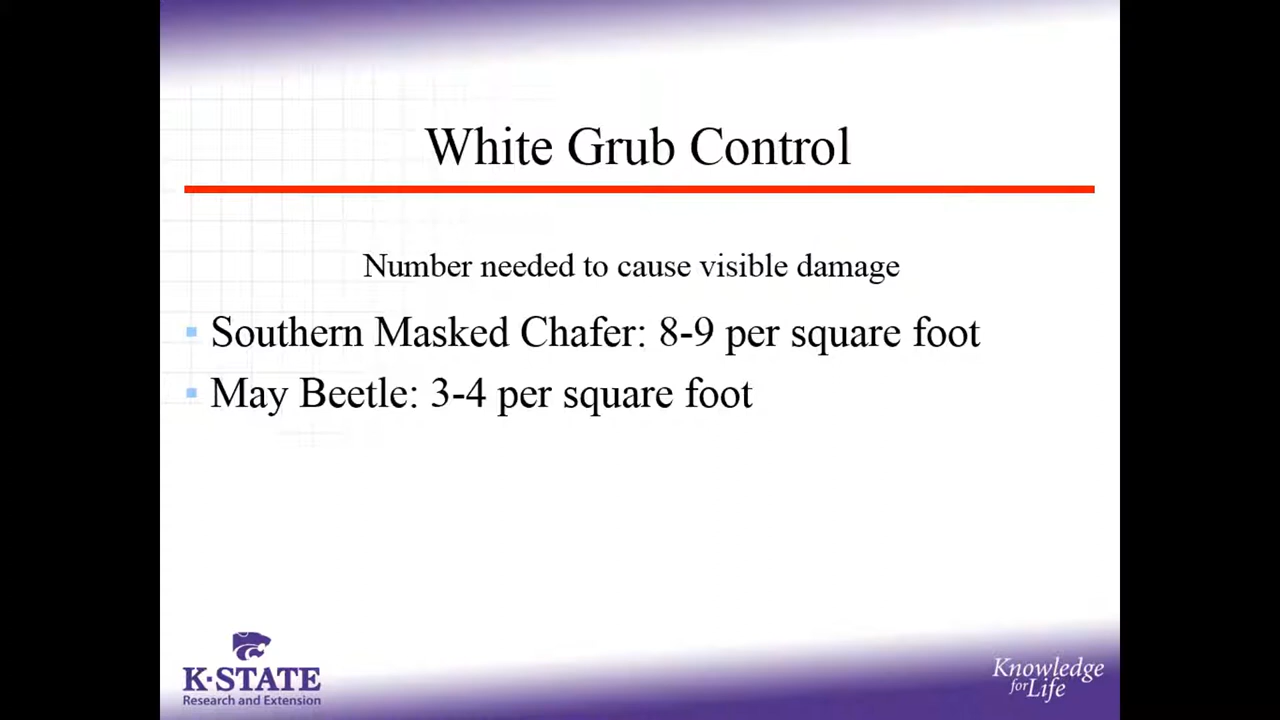 White Grub Control
Number needed to cause visible damage
Southern Masked Chafer: 8-9 per square foot
May Beetle: 3-4 per square foot
K-STATE
Research and Extension
Knowledge
for Life